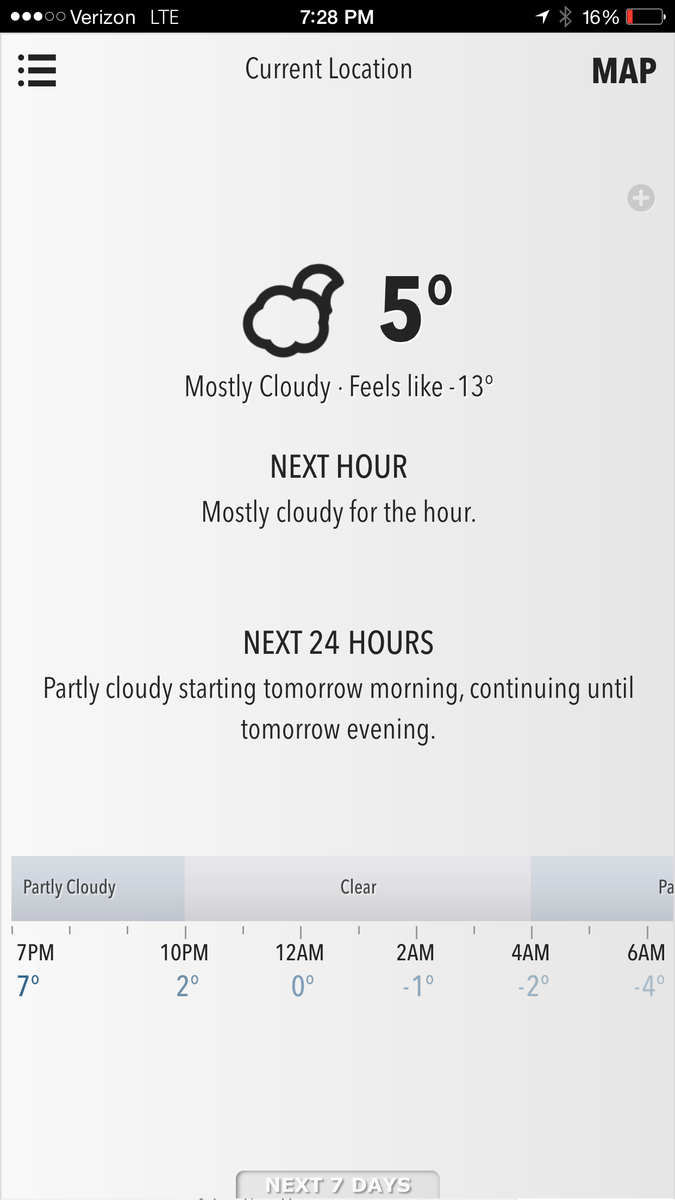 Verizon LTE 7:28 PM 16%
Current Location MAP
5°
Mostly Cloudy · Feels like -13°
NEXT HOUR
Mostly cloudy for the hour.
NEXT 24 HOURS
Partly cloudy starting tomorrow morning, continuing until
tomorrow evening.
Partly Cloudy Clear Pa
7PM 10PM 12AM 2AM 4AM 6AM
7° 2° 0° -1° -2° -4°
NEXT 7 DAYS